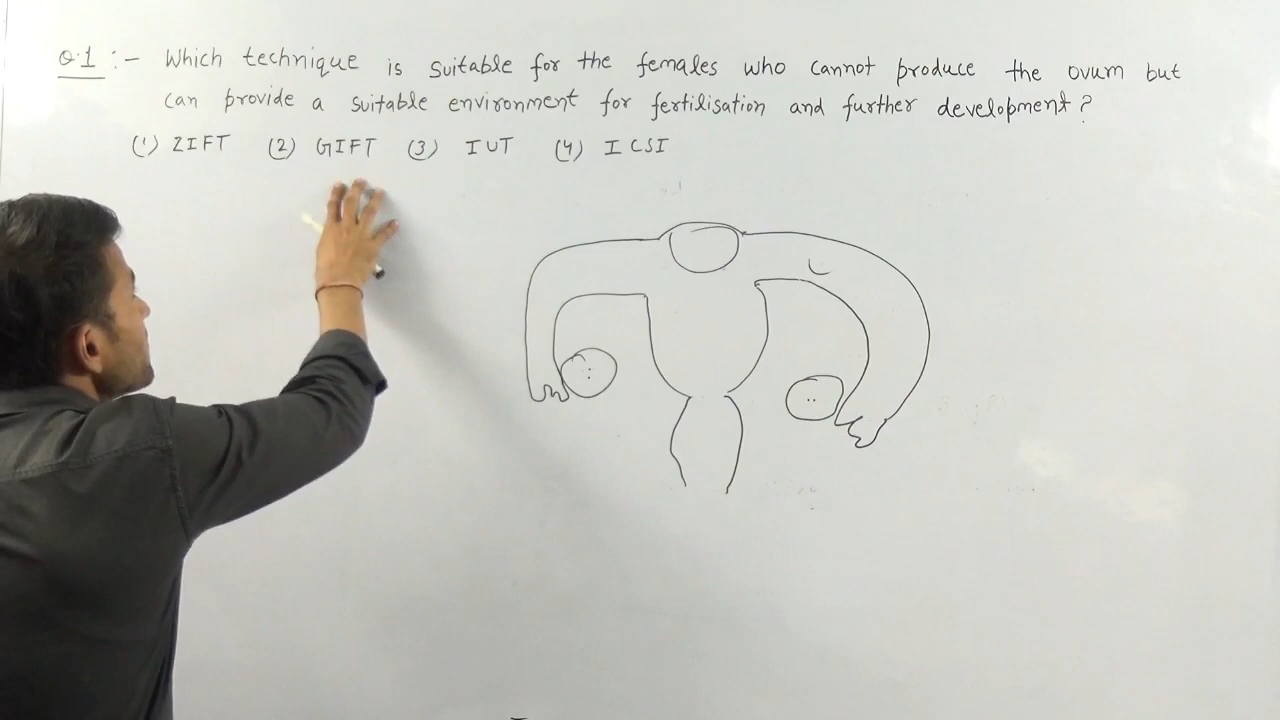 Q.1 :- Which technique is suitable for the females who cannot produce the ovum but
can provide a suitable environment for fertilisation and further development?
(1) ZIFT (2) GIFT (3) IUT (4) ICSI